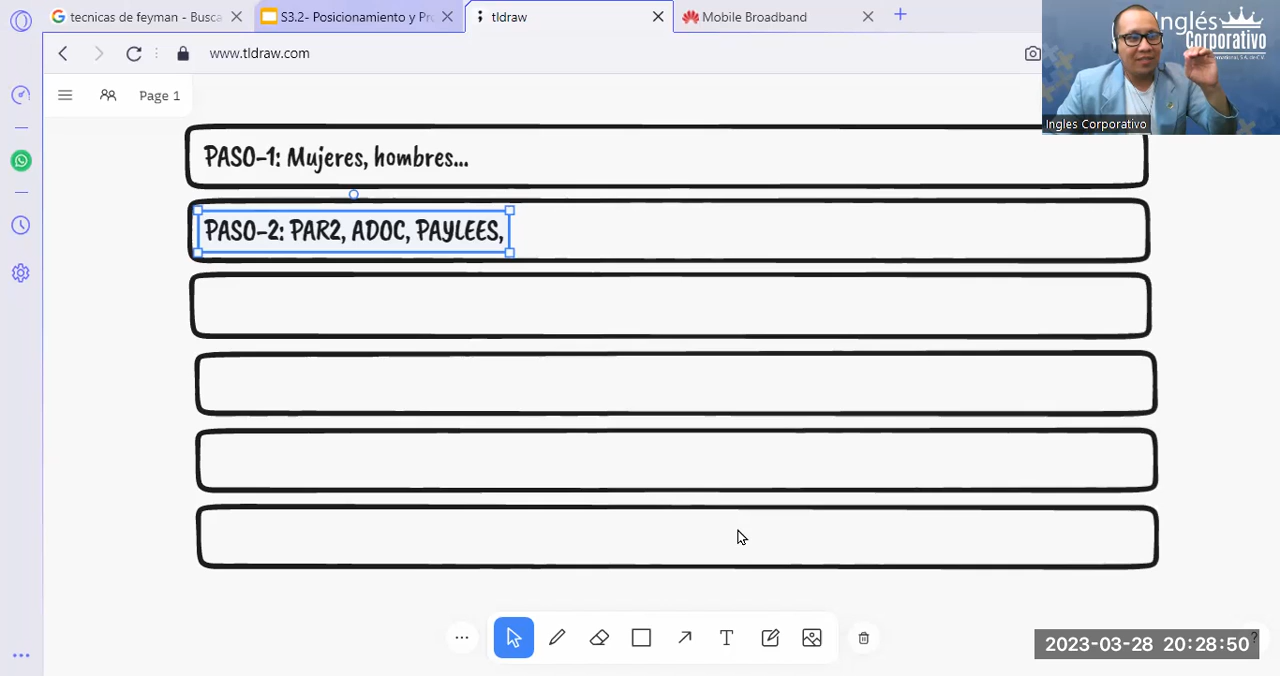 tecnicas de feyman - Busca
S3.2- Posicionamiento y Pr
tldraw
Mobile Broadband
www.tldraw.com
Page 1
Inglés
Corporativo
Ingles Corporativo
PASO-1: Mujeres, hombres...
PASO-2: PAR2, ADOC, PAYLEES,
T
2023-03-28 20:28:50
?